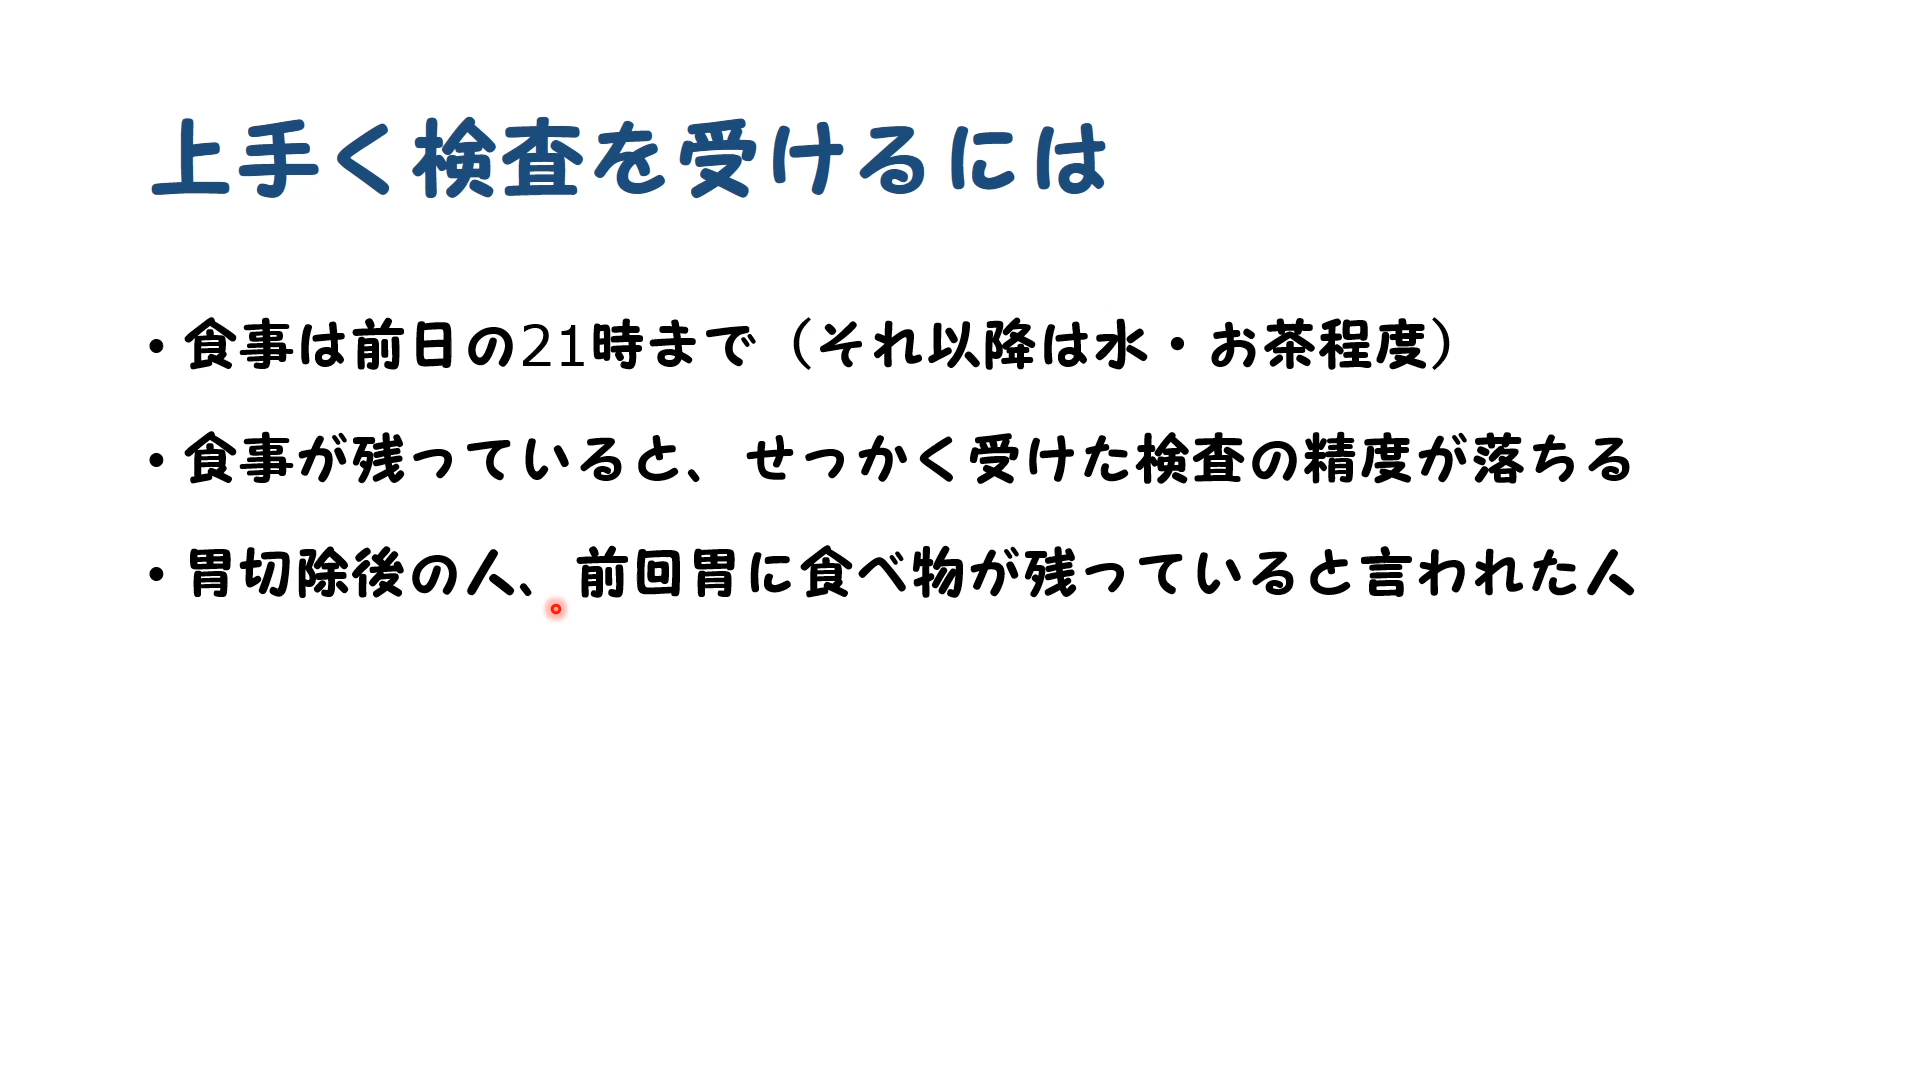 上手く検査を受けるには
・食事は前日の21時まで（それ以降は水・お茶程度）
・食事が残っていると、せっかく受けた検査の精度が落ちる
・胃切除後の人、前回胃に食べ物が残っていると言われた人